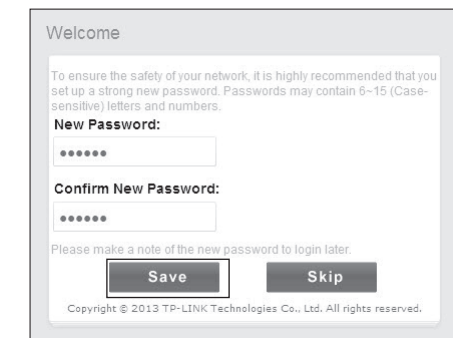 Welcome
To ensure the safety of your network, it is highly recommended that you
set up a strong new password. Passwords may contain 6~15 (Case-
sensitive) letters and numbers.
New Password:
••••••
Confirm New Password:
••••••
Please make a note of the new password to login later.
Save Skip
Copyright © 2013 TP-LINK Technologies Co., Ltd. All rights reserved.